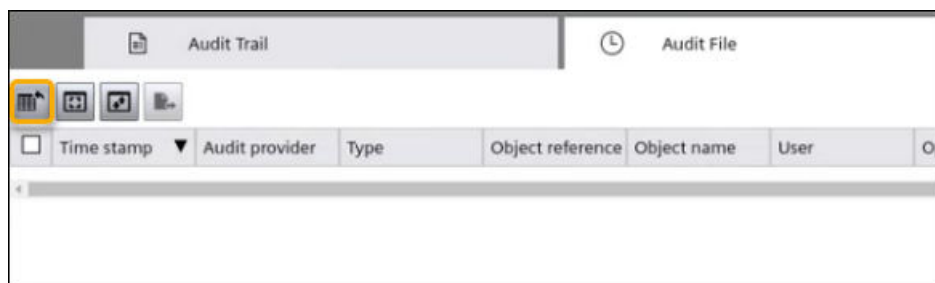 Audit Trail
Audit File
Time stamp ▼ Audit provider Type Object reference Object name User O